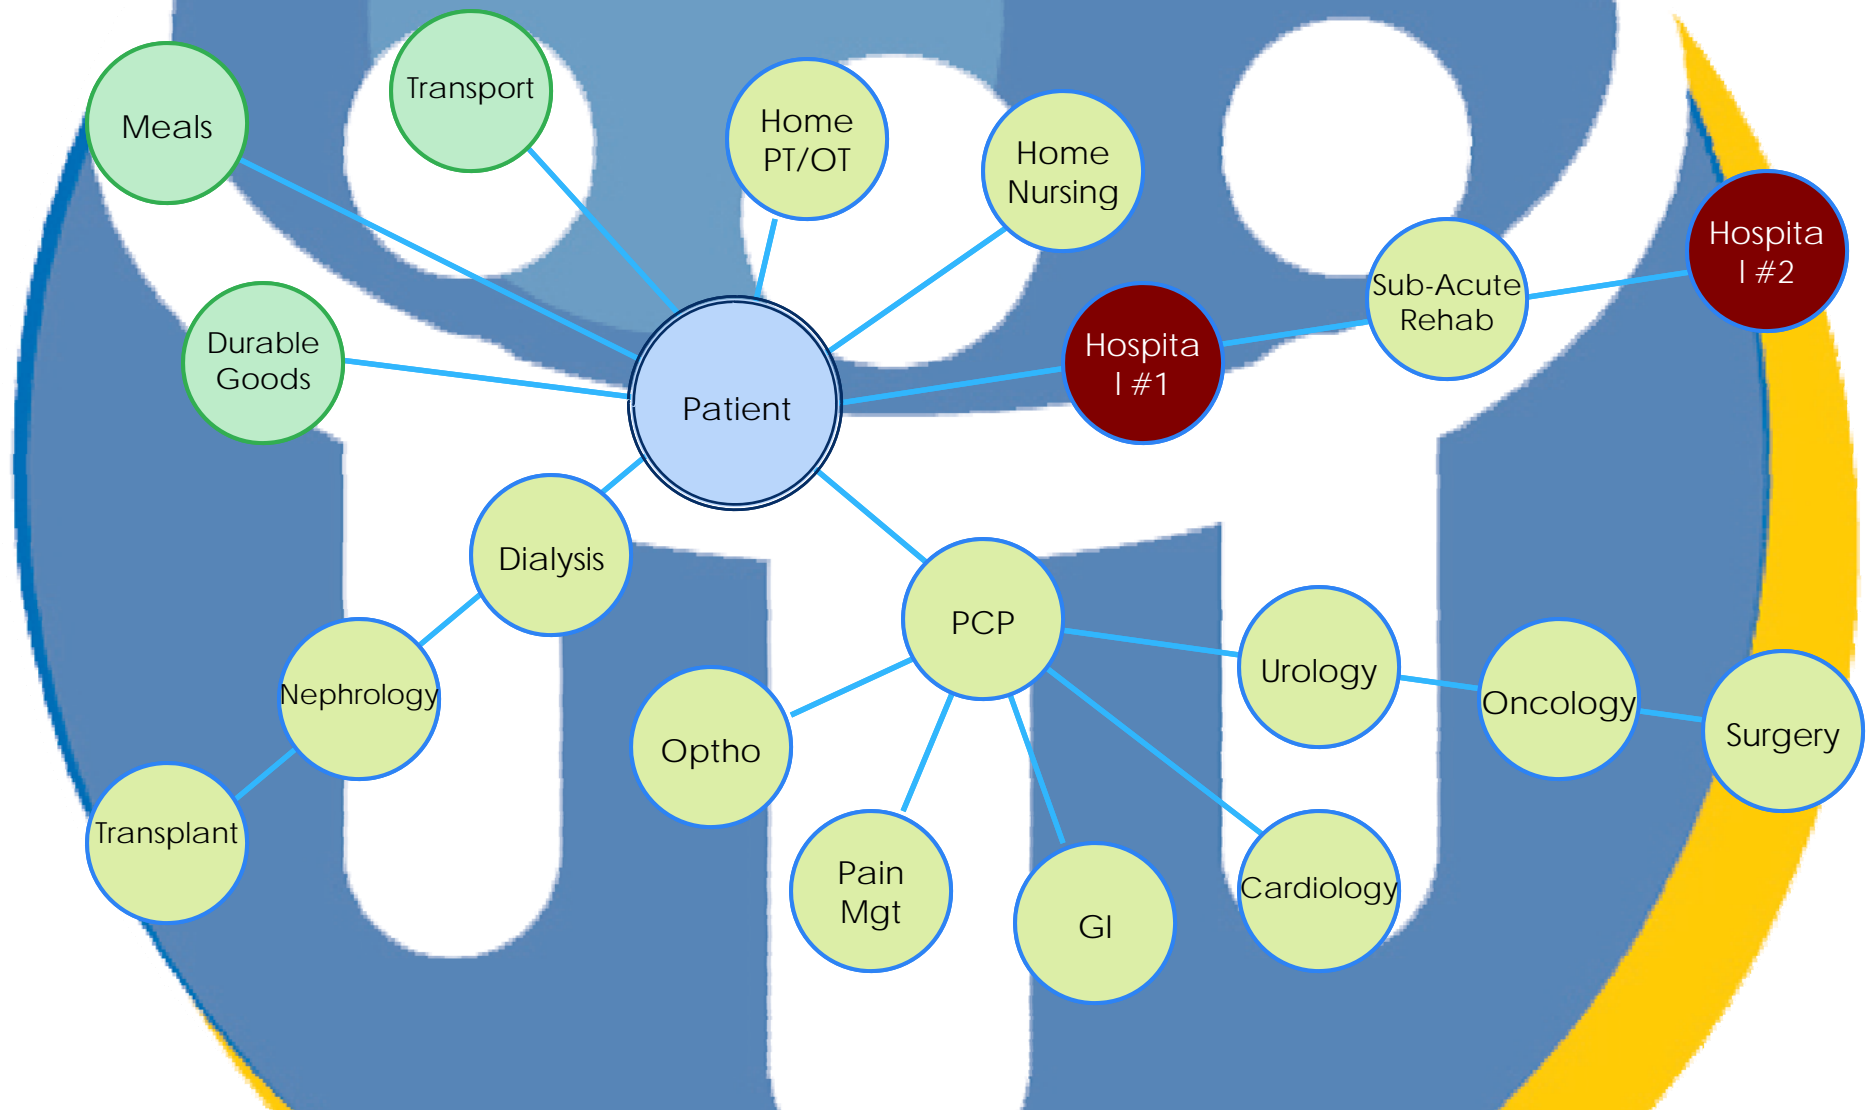 Transport
Meals
Home
PT/OT
Home
Nursing
Hospita
l #2
Sub-Acute
Rehab
Durable
Goods
Hospita
l #1
Patient
Dialysis
PCP
Urology
Nephrology
Oncology
Optho
Surgery
Transplant
Pain
Mgt
GI
Cardiology